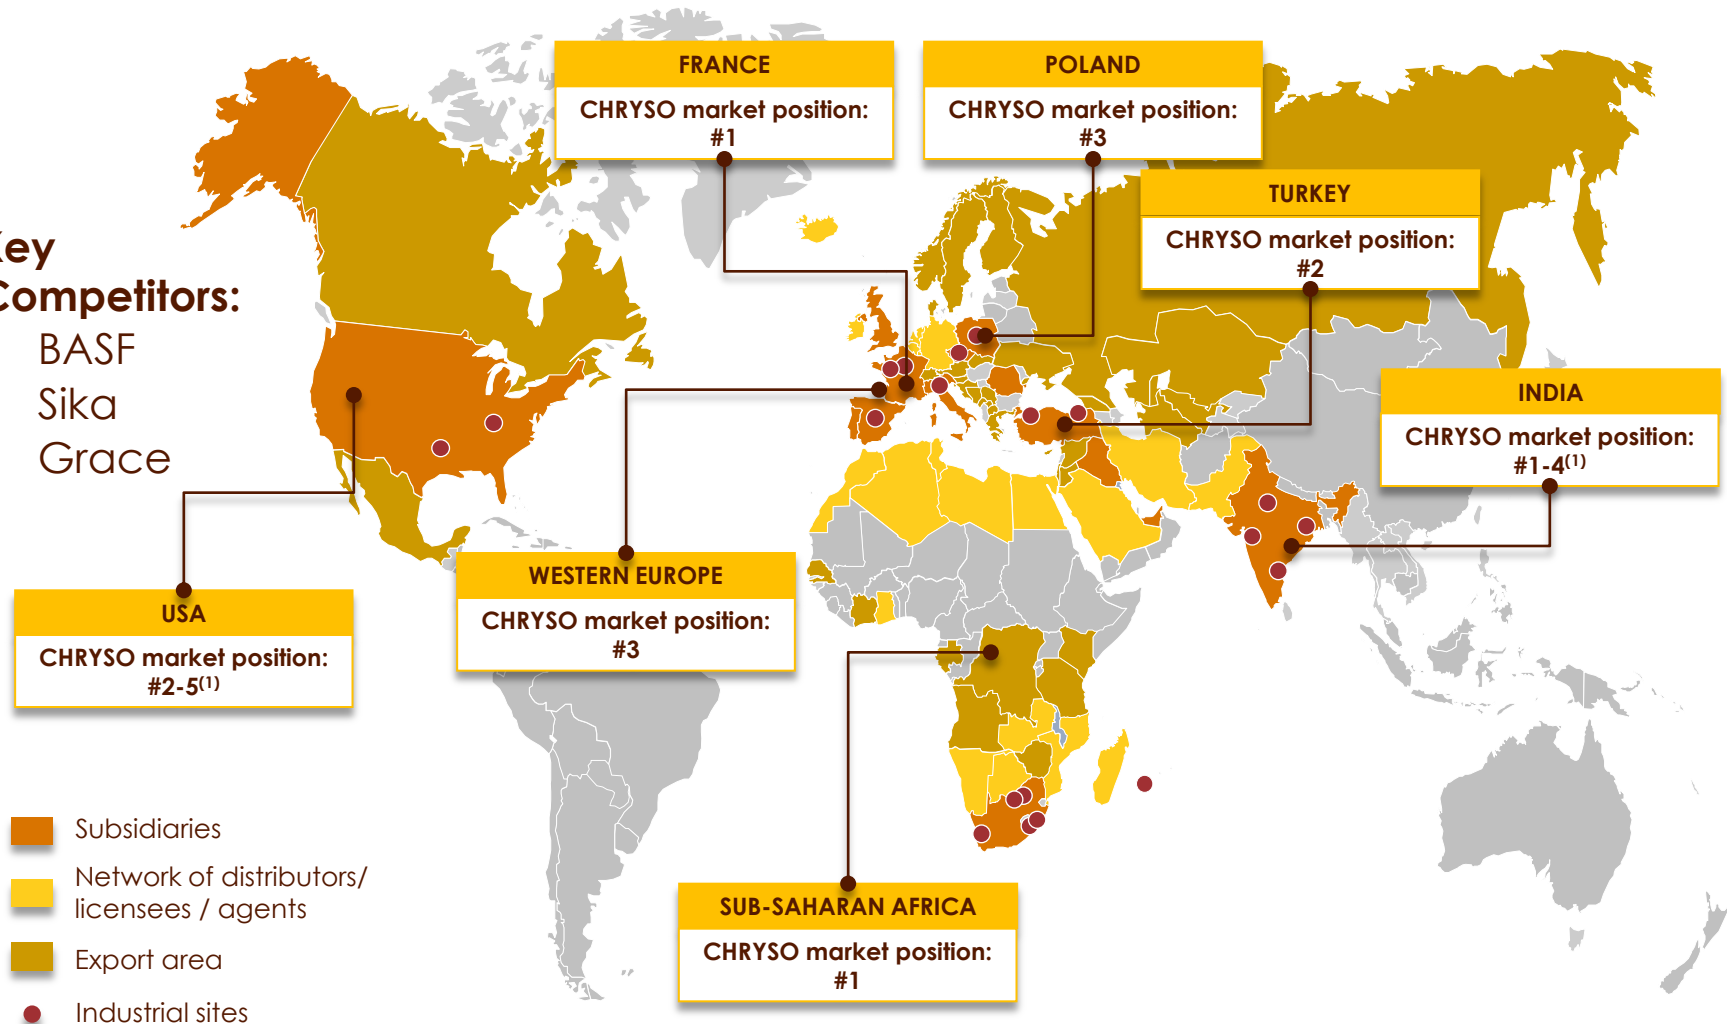 FRANCE
CHRYSO market position:
#1
POLAND
CHRYSO market position:
#3
TURKEY
CHRYSO market position:
#2
Key
Competitors:
BASF
Sika
Grace
INDIA
CHRYSO market position:
#1-4(1)
WESTERN EUROPE
CHRYSO market position:
#3
USA
CHRYSO market position:
#2-5(1)
SUB-SAHARAN AFRICA
CHRYSO market position:
#1
Subsidiaries
Network of distributors/
licensees / agents
Export area
Industrial sites